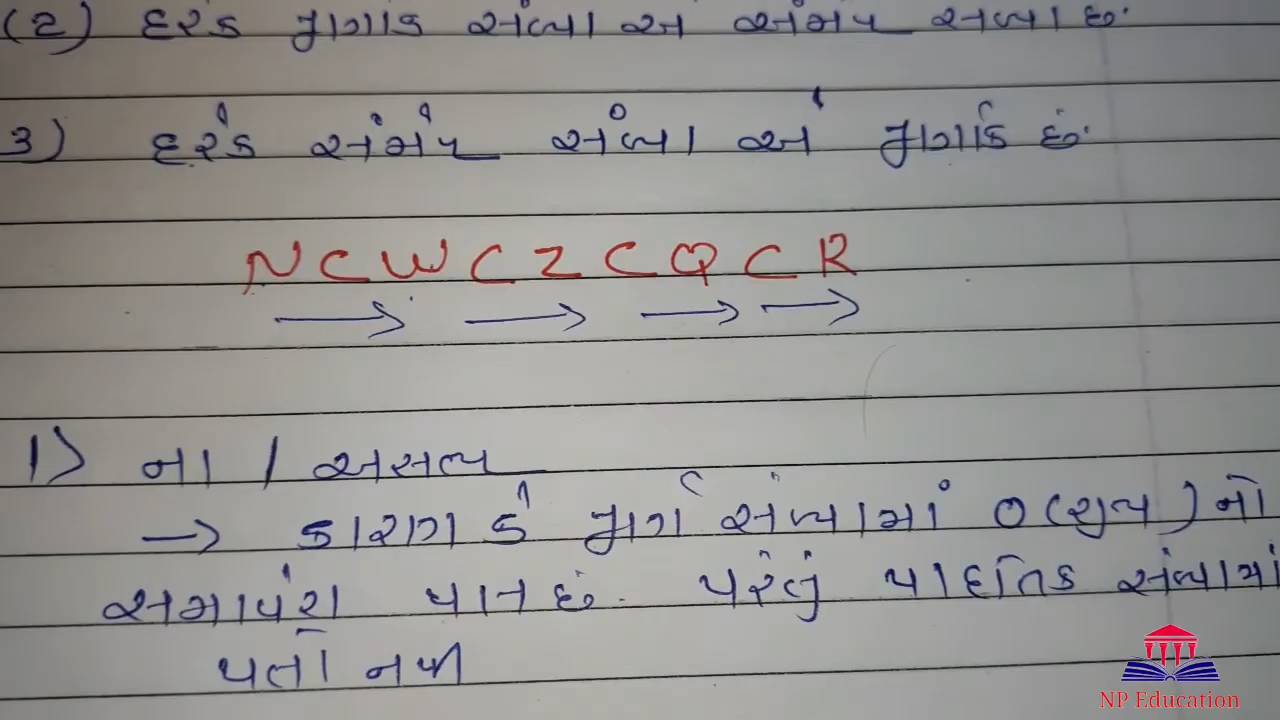 (2) દરેક પૂર્ણાંક સંખ્યા એ સંમેય સંખ્યા છે.
3) દરેક સંમેય સંખ્યા એ પૂર્ણાંક છે.
N C W C Z C Q C R
1) ના / અસત્ય
→ કારણ કે પૂર્ણ સંખ્યામાં 0 (શુન્ય) નો
સમાવેશ થાય છે. પરંતુ પ્રાકૃતિક સંખ્યામાં
થતો નથી
NP Education